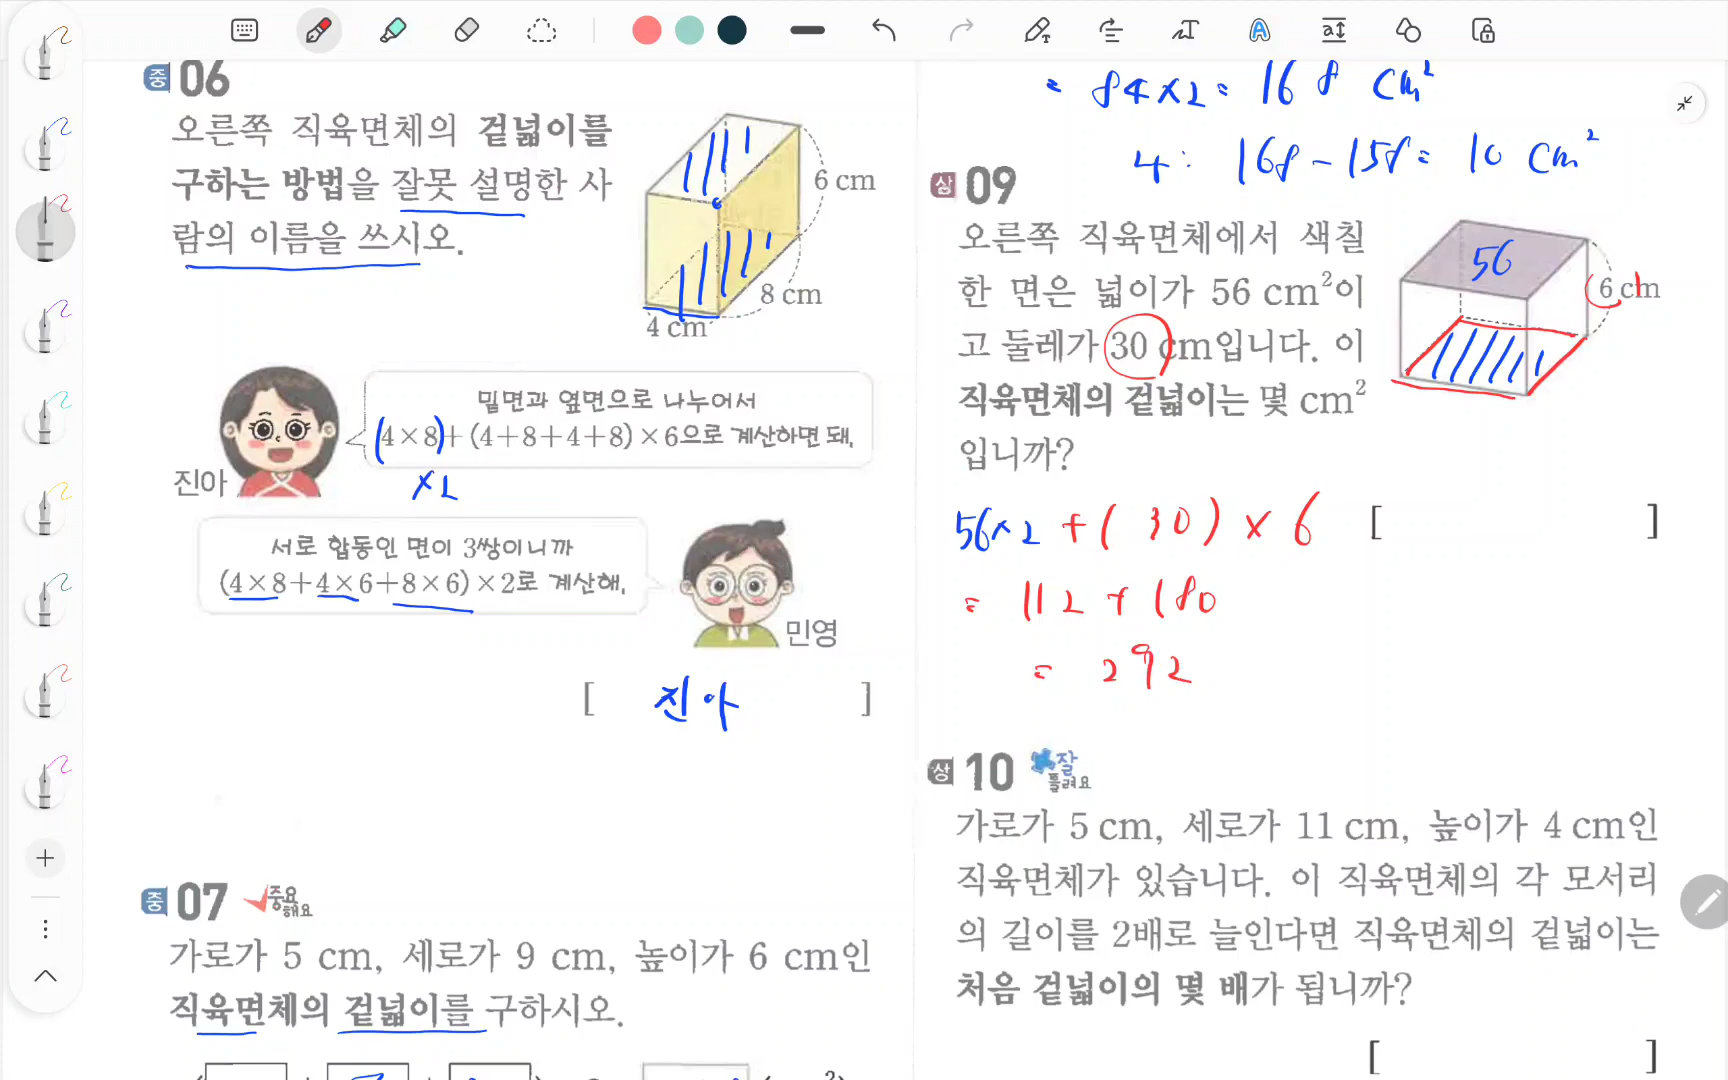 중 06
오른쪽 직육면체의 겉넓이를
구하는 방법을 잘못 설명한 사
람의 이름을 쓰시오.
6 cm
8 cm
4 cm
밑면과 옆면으로 나누어서
(4×8)+(4+8+4+8)×6으로 계산하면 돼.
×2
진아
서로 합동인 면이 3쌍이니까
(4×8+4×6+8×6)×2로 계산해.
민영
[ 진아 ]
중 07 중요해요
가로가 5 cm, 세로가 9 cm, 높이가 6 cm인
직육면체의 겉넓이를 구하시오.
= 84×2= 168 cm²
4: 168-158= 10 cm²
상 09
오른쪽 직육면체에서 색칠
한 면은 넓이가 56 cm²이
고 둘레가 30 cm입니다. 이
직육면체의 겉넓이는 몇 cm²
입니까?
56
6 cm
56×2 +( 30 ) × 6
[ ]
= 112 + 180
= 292
상 10 잘 틀려요
가로가 5 cm, 세로가 11 cm, 높이가 4 cm인
직육면체가 있습니다. 이 직육면체의 각 모서리
의 길이를 2배로 늘인다면 직육면체의 겉넓이는
처음 겉넓이의 몇 배가 됩니까?
[ ]